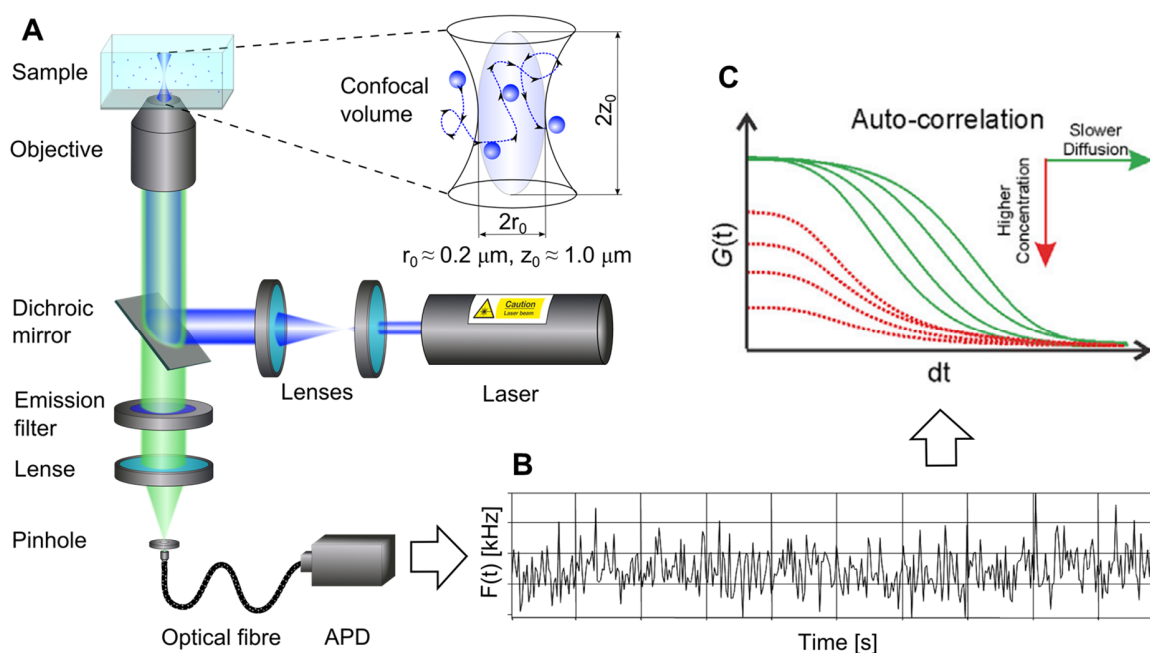 A
Sample
Objective
Dichroic
mirror
Emission
filter
Lense
Pinhole
Optical fibre
APD
Confocal
volume
2z₀
2r₀
r₀ ≈ 0.2 μm, z₀ ≈ 1.0 μm
Caution
Laser beam
Lenses
Laser
B
F(t) [kHz]
Time [s]
C
Auto-correlation
Slower
Diffusion
Higher
Concentration
G(t)
dt